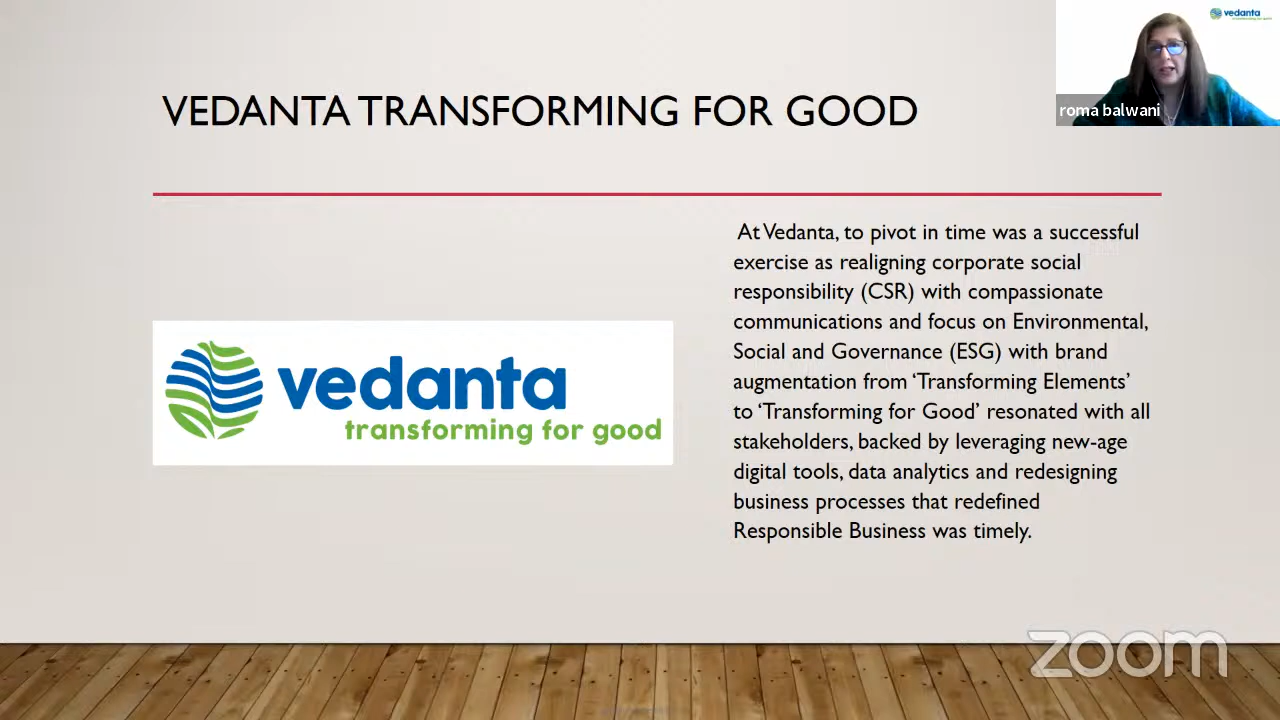 vedanta
transforming for good
roma balwani
VEDANTA TRANSFORMING FOR GOOD
vedanta
transforming for good
At Vedanta, to pivot in time was a successful
exercise as realigning corporate social
responsibility (CSR) with compassionate
communications and focus on Environmental,
Social and Governance (ESG) with brand
augmentation from ‘Transforming Elements’
to ‘Transforming for Good’ resonated with all
stakeholders, backed by leveraging new-age
digital tools, data analytics and redesigning
business processes that redefined
Responsible Business was timely.
zoom